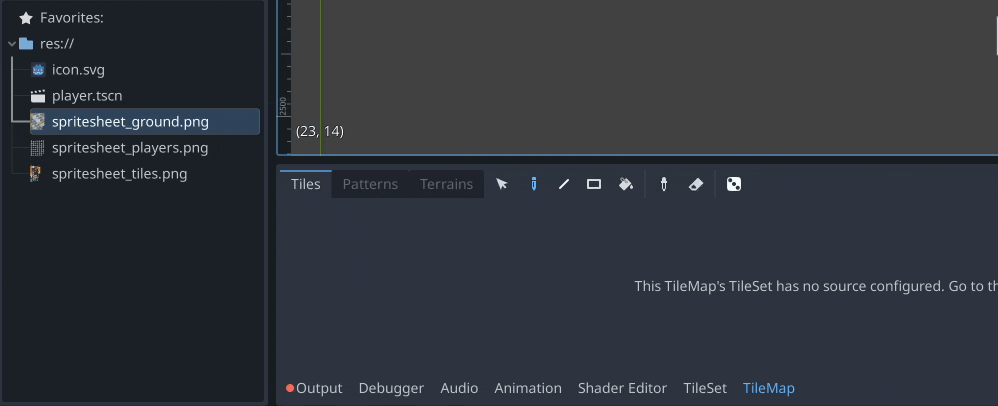 Favorites:
res://
icon.svg
player.tscn
spritesheet_ground.png
spritesheet_players.png
spritesheet_tiles.png
2500
(23, 14)
Tiles Patterns Terrains
This TileMap's TileSet has no source configured. Go to
Output Debugger Audio Animation Shader Editor TileSet TileMap